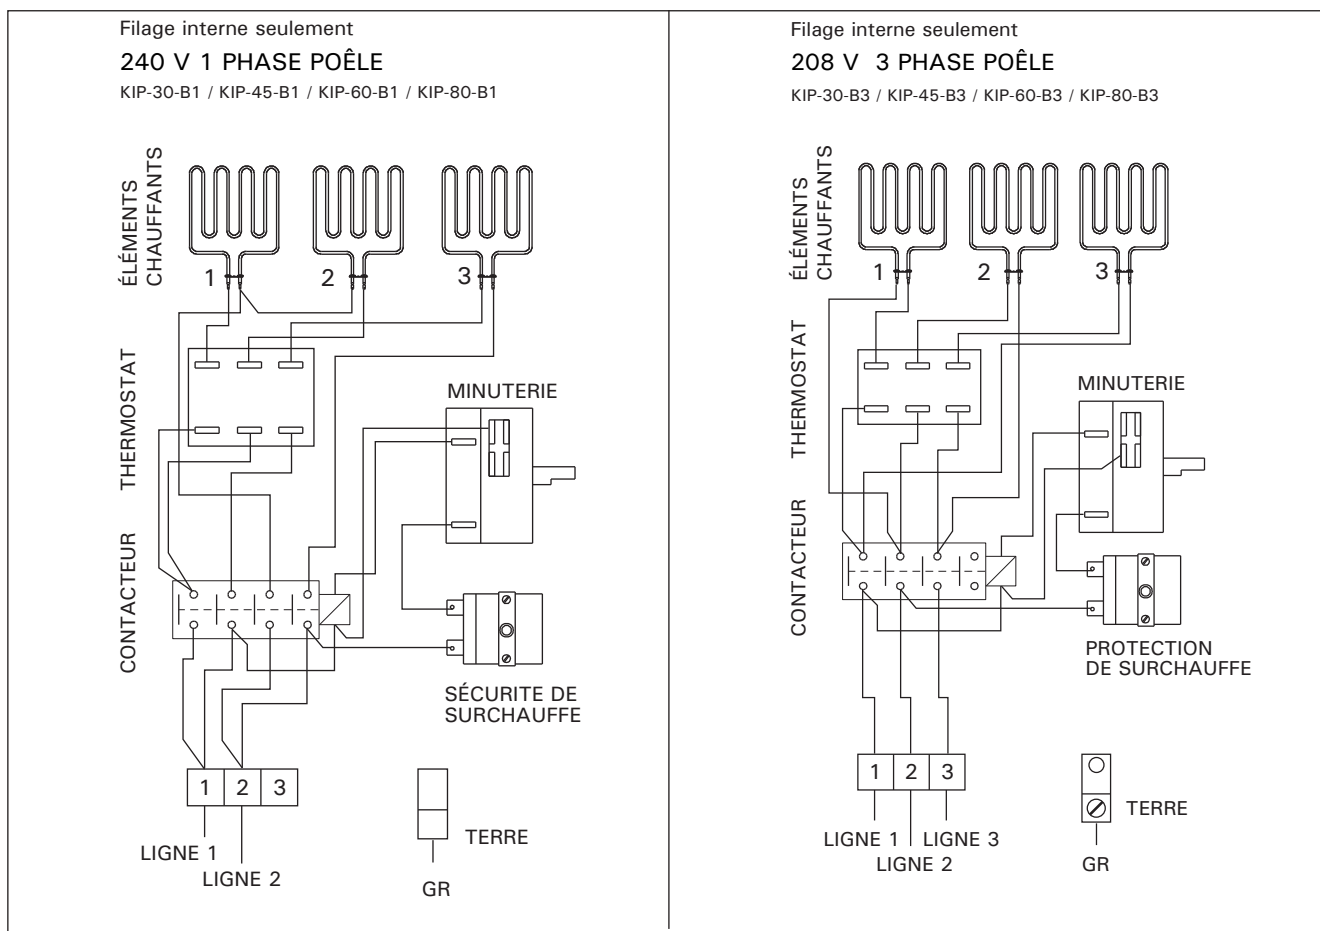 Filage interne seulement
240 V 1 PHASE POÊLE
KIP-30-B1 / KIP-45-B1 / KIP-60-B1 / KIP-80-B1
ÉLÉMENTS
CHAUFFANTS
1
2
3
THERMOSTAT
MINUTERIE
CONTACTEUR
SÉCURITE DE
SURCHAUFFE
1 2 3
TERRE
LIGNE 1
LIGNE 2
GR
Filage interne seulement
208 V 3 PHASE POÊLE
KIP-30-B3 / KIP-45-B3 / KIP-60-B3 / KIP-80-B3
ÉLÉMENTS
CHAUFFANTS
1
2
3
THERMOSTAT
MINUTERIE
CONTACTEUR
PROTECTION
DE SURCHAUFFE
1 2 3
TERRE
LIGNE 1 LIGNE 3
LIGNE 2
GR